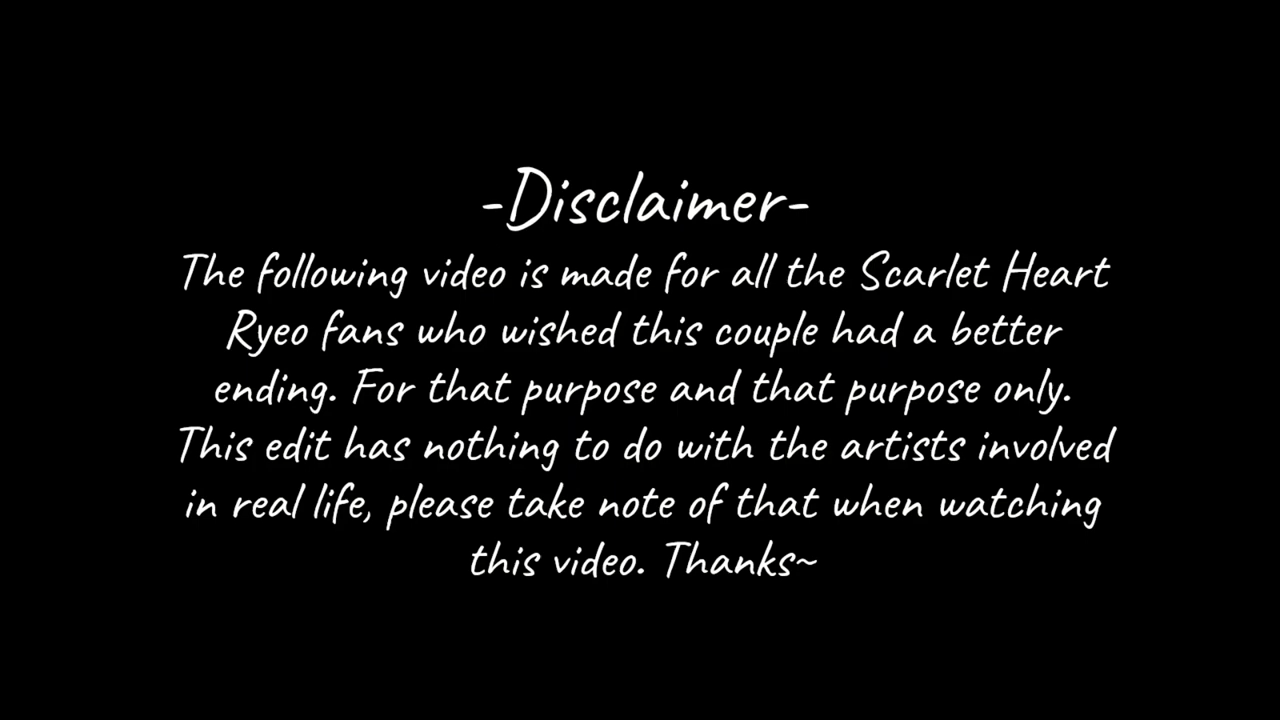 -Disclaimer-
The following video is made for all the Scarlet Heart
Ryeo fans who wished this couple had a better
ending. For that purpose and that purpose only.
This edit has nothing to do with the artists involved
in real life, please take note of that when watching
this video. Thanks~